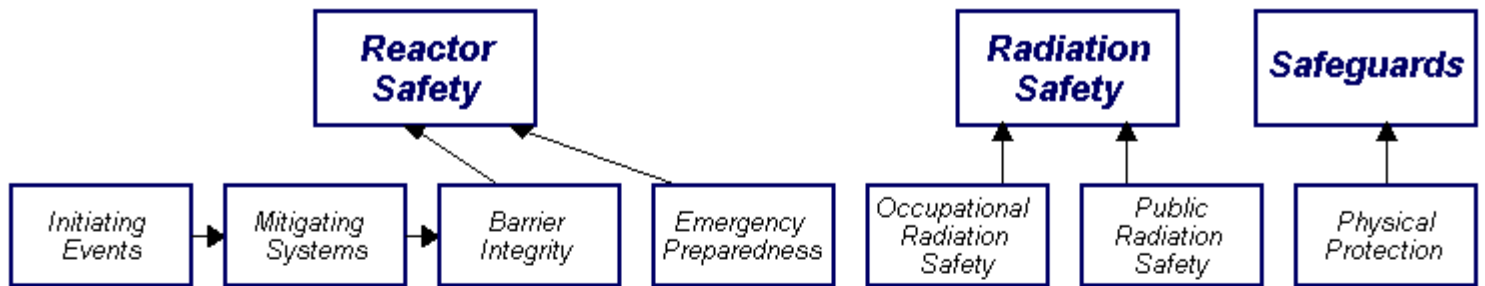 Reactor
Safety
Radiation
Safety
Safeguards
Initiating
Events
Mitigating
Systems
Barrier
Integrity
Emergency
Preparedness
Occupational
Radiation
Safety
Public
Radiation
Safety
Physical
Protection